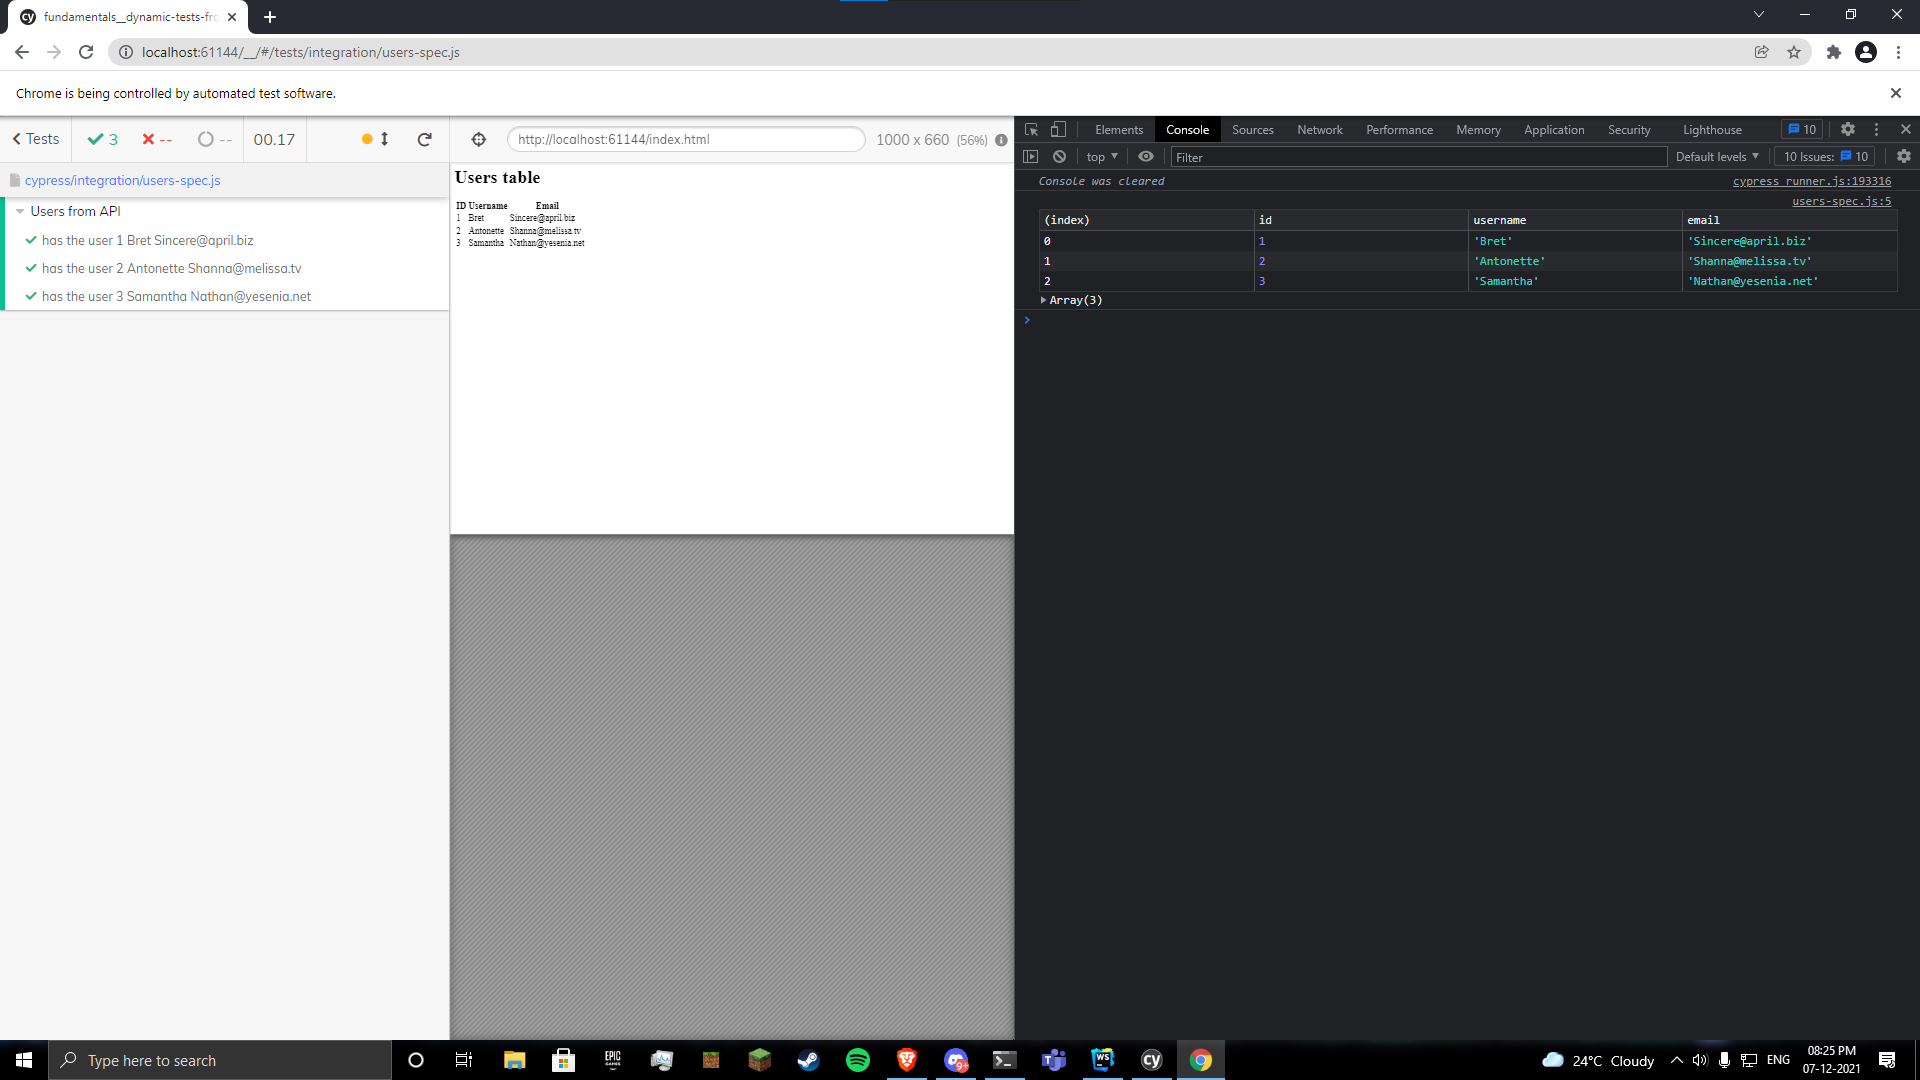 fundamentals__dynamic-tests-fro
localhost:61144/__/#/tests/integration/users-spec.js
Chrome is being controlled by automated test software.
Tests
3
--
--
00.17
http://localhost:61144/index.html
1000 x 660 (56%)
cypress/integration/users-spec.js
Users from API
has the user 1 Bret Sincere@april.biz
has the user 2 Antonette Shanna@melissa.tv
has the user 3 Samantha Nathan@yesenia.net
Users table
ID Username Email
1 Bret Sincere@april.biz
2 Antonette Shanna@melissa.tv
3 Samantha Nathan@yesenia.net
Elements Console Sources Network Performance Memory Application Security Lighthouse 10
top Filter Default levels 10 Issues: 10
Console was cleared cypress_runner.js:193316
users-spec.js:5
(index) id username email
0 1 'Bret' 'Sincere@april.biz'
1 2 'Antonette' 'Shanna@melissa.tv'
2 3 'Samantha' 'Nathan@yesenia.net'
Array(3)
Type here to search
EPIC
GAMES
9+
WS
cy
24°C Cloudy
ENG
08:25 PM
07-12-2021